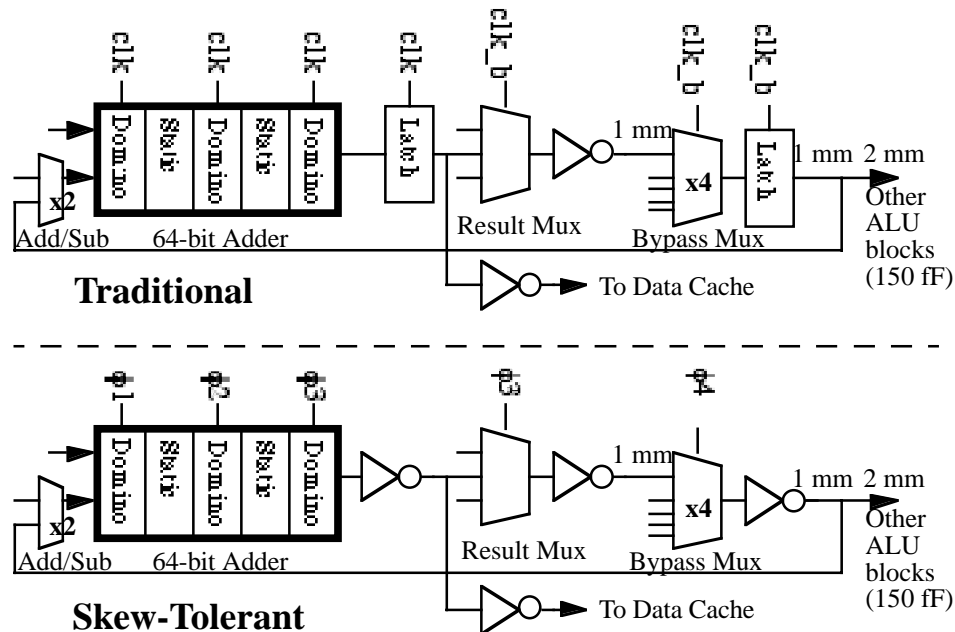 clk clk clk clk clk_b clk_b clk_b
Domino Static Domino Static Domino Latch 1 mm Latch 1 mm 2 mm
x2 x4
Add/Sub 64-bit Adder Result Mux Bypass Mux Other
ALU
blocks
(150 fF)
Traditional To Data Cache
ϕ1 ϕ2 ϕ3 ϕ3 ϕ4
Domino Static Domino Static Domino 1 mm 1 mm 2 mm
x2 x4
Add/Sub 64-bit Adder Result Mux Bypass Mux Other
ALU
blocks
(150 fF)
Skew-Tolerant To Data Cache